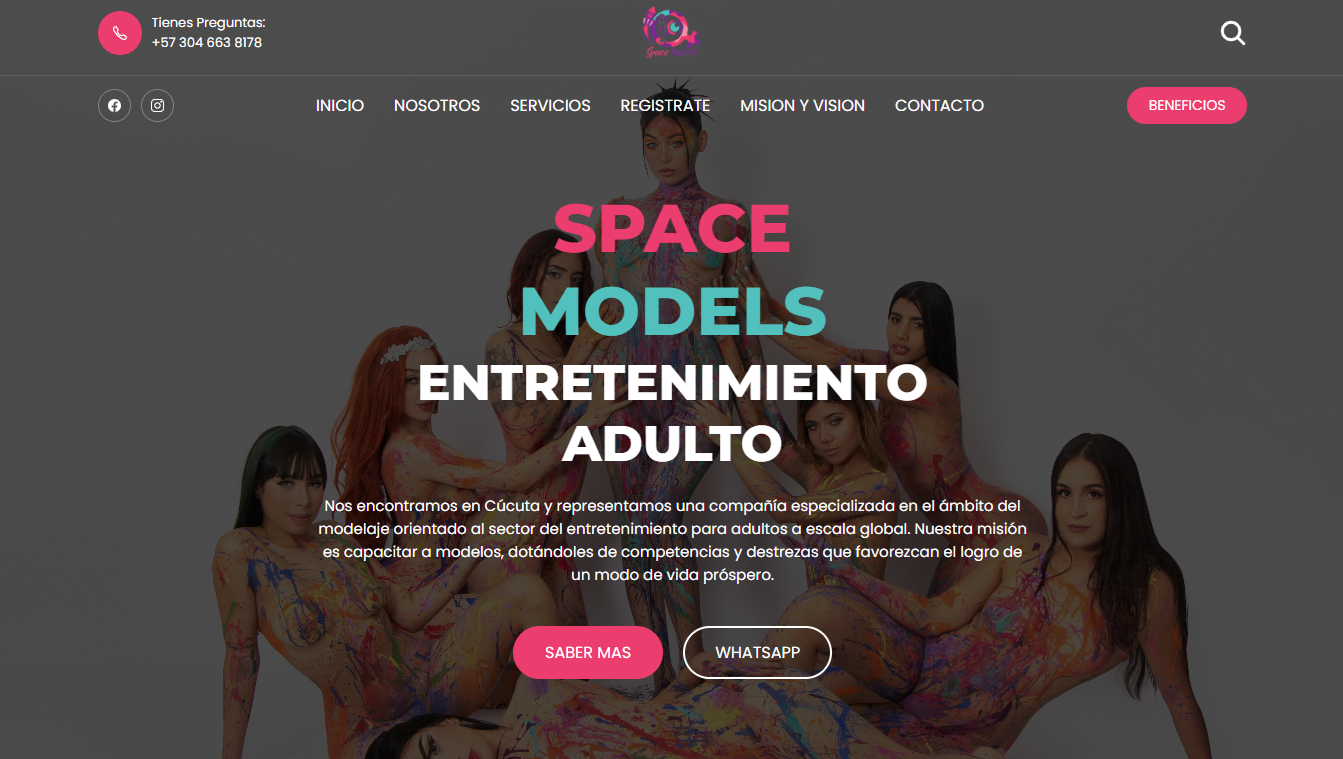 Tienes Preguntas:
+57 304 663 8178
Space
INICIO NOSOTROS SERVICIOS REGISTRATE MISION Y VISION CONTACTO BENEFICIOS
SPACE
MODELS
ENTRETENIMIENTO
ADULTO
Nos encontramos en Cúcuta y representamos una compañía especializada en el ámbito del
modelaje orientado al sector del entretenimiento para adultos a escala global. Nuestra misión
es capacitar a modelos, dotándoles de competencias y destrezas que favorezcan el logro de
un modo de vida próspero.
SABER MAS WHATSAPP